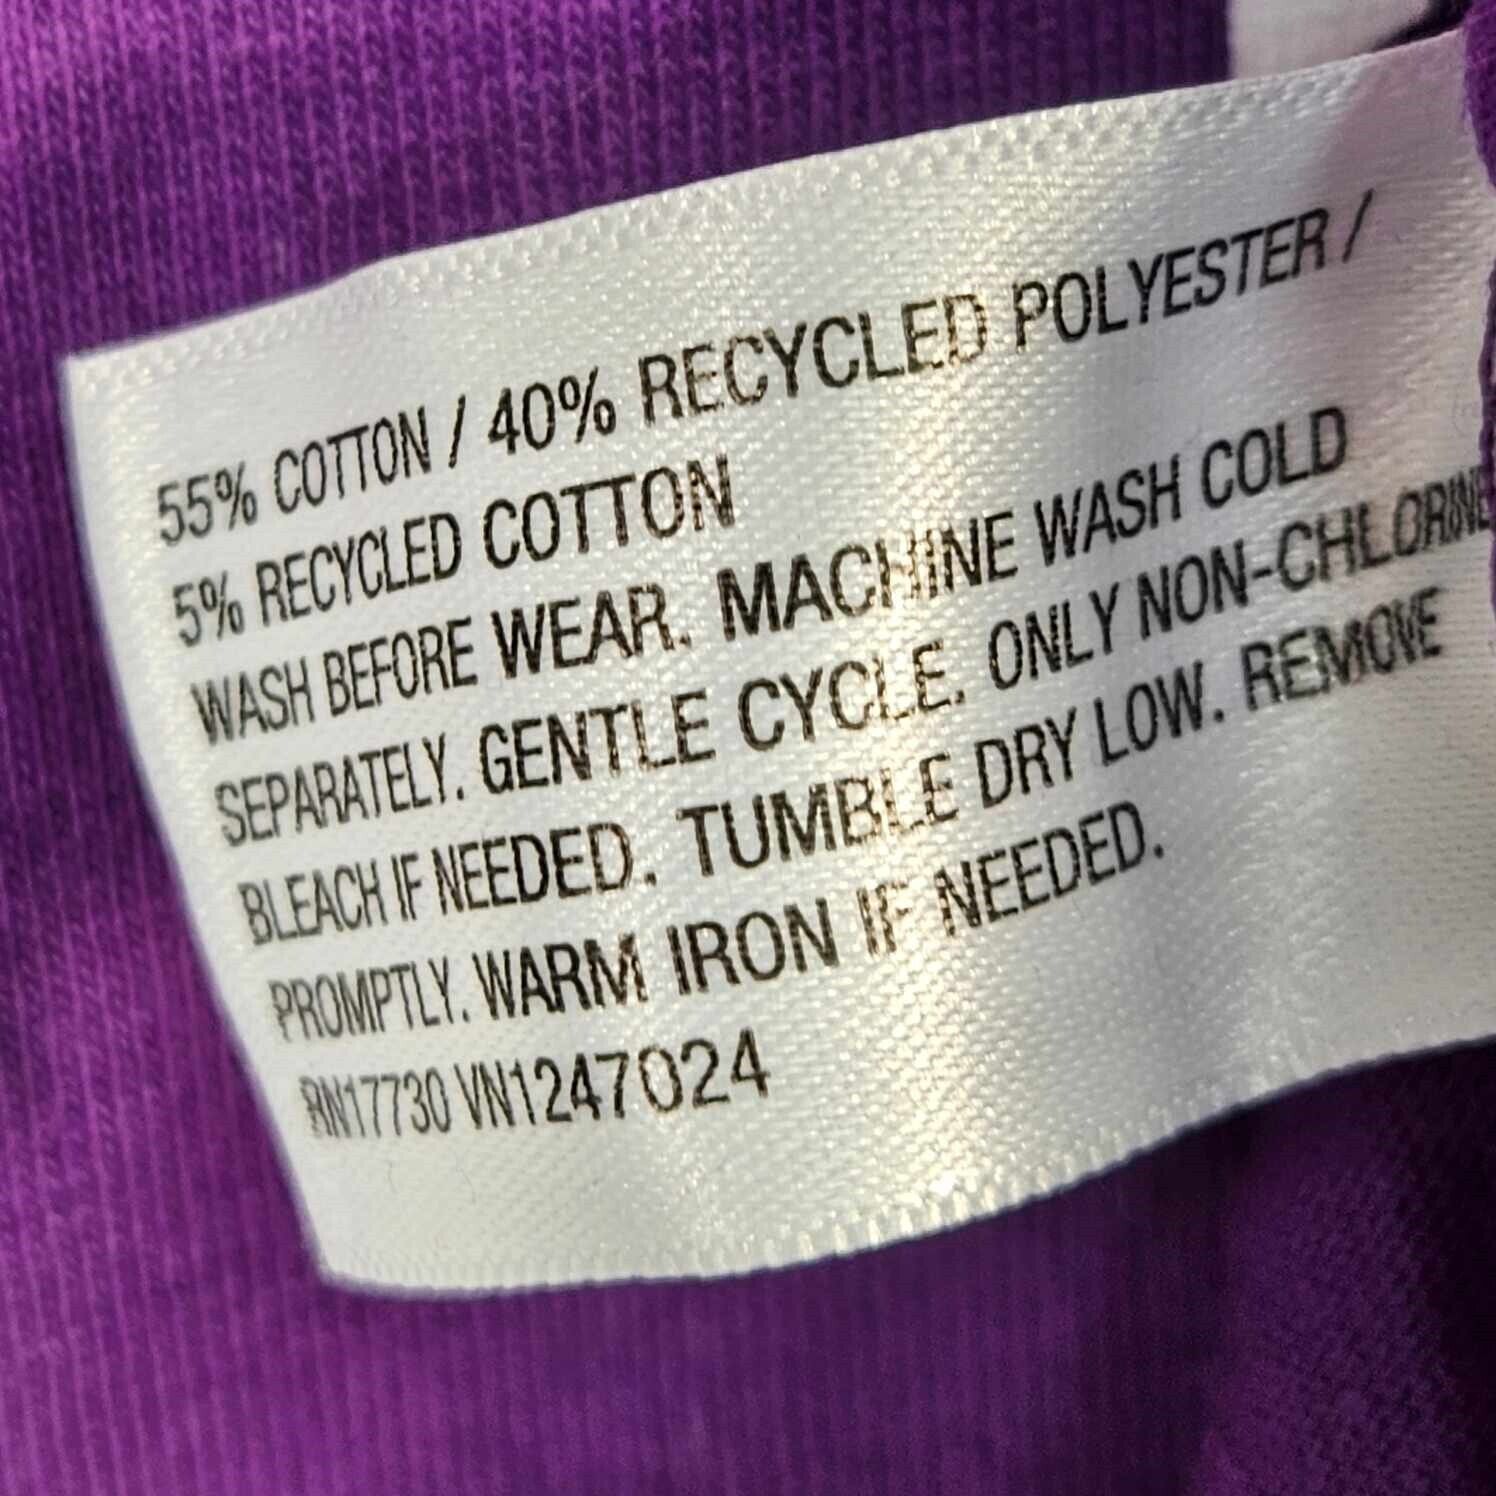 55% COTTON / 40% RECYCLED POLYESTER /
5% RECYCLED COTTON
WASH BEFORE WEAR. MACHINE WASH COLD
SEPARATELY. GENTLE CYCLE. ONLY NON-CHLORINE
BLEACH IF NEEDED. TUMBLE DRY LOW. REMOVE
PROMPTLY. WARM IRON IF NEEDED.
RN17730 VN1247024